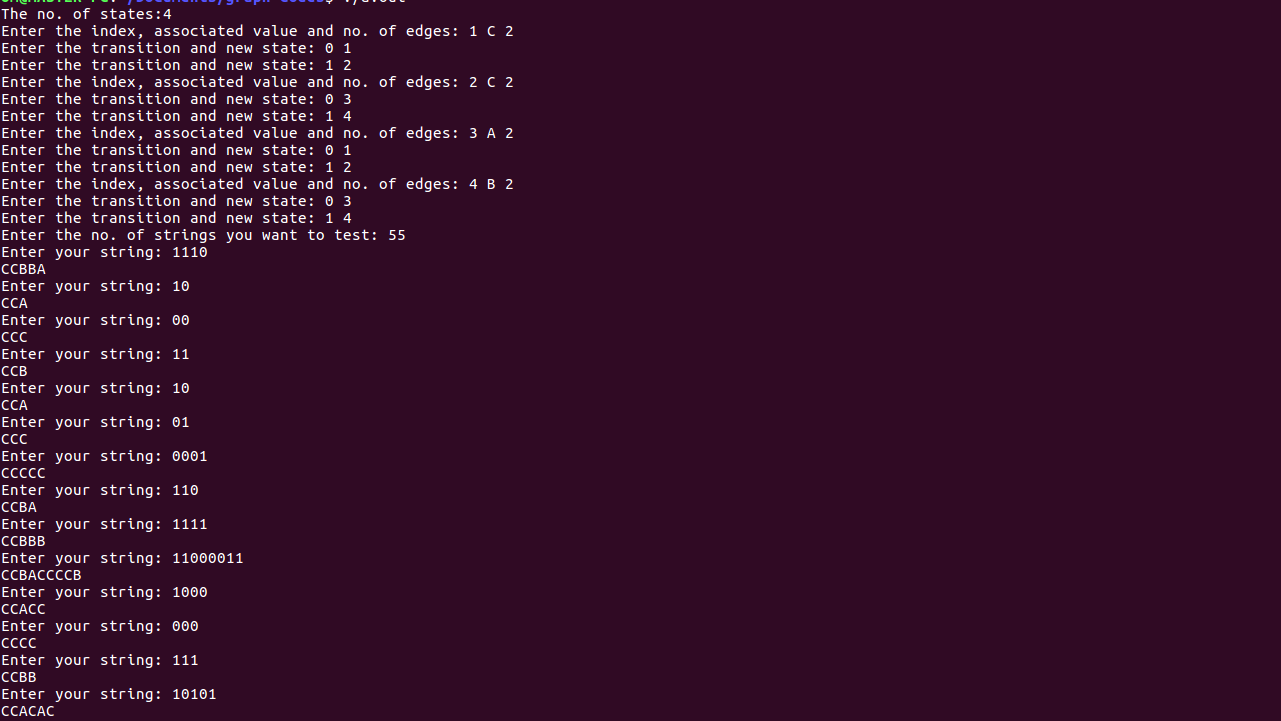 The no. of states:4
Enter the index, associated value and no. of edges: 1 C 2
Enter the transition and new state: 0 1
Enter the transition and new state: 1 2
Enter the index, associated value and no. of edges: 2 C 2
Enter the transition and new state: 0 3
Enter the transition and new state: 1 4
Enter the index, associated value and no. of edges: 3 A 2
Enter the transition and new state: 0 1
Enter the transition and new state: 1 2
Enter the index, associated value and no. of edges: 4 B 2
Enter the transition and new state: 0 3
Enter the transition and new state: 1 4
Enter the no. of strings you want to test: 55
Enter your string: 1110
CCBBA
Enter your string: 10
CCA
Enter your string: 00
CCC
Enter your string: 11
CCB
Enter your string: 10
CCA
Enter your string: 01
CCC
Enter your string: 0001
CCCCC
Enter your string: 110
CCBA
Enter your string: 1111
CCBBB
Enter your string: 11000011
CCBACCCCB
Enter your string: 1000
CCACC
Enter your string: 000
CCCC
Enter your string: 111
CCBB
Enter your string: 10101
CCACAC